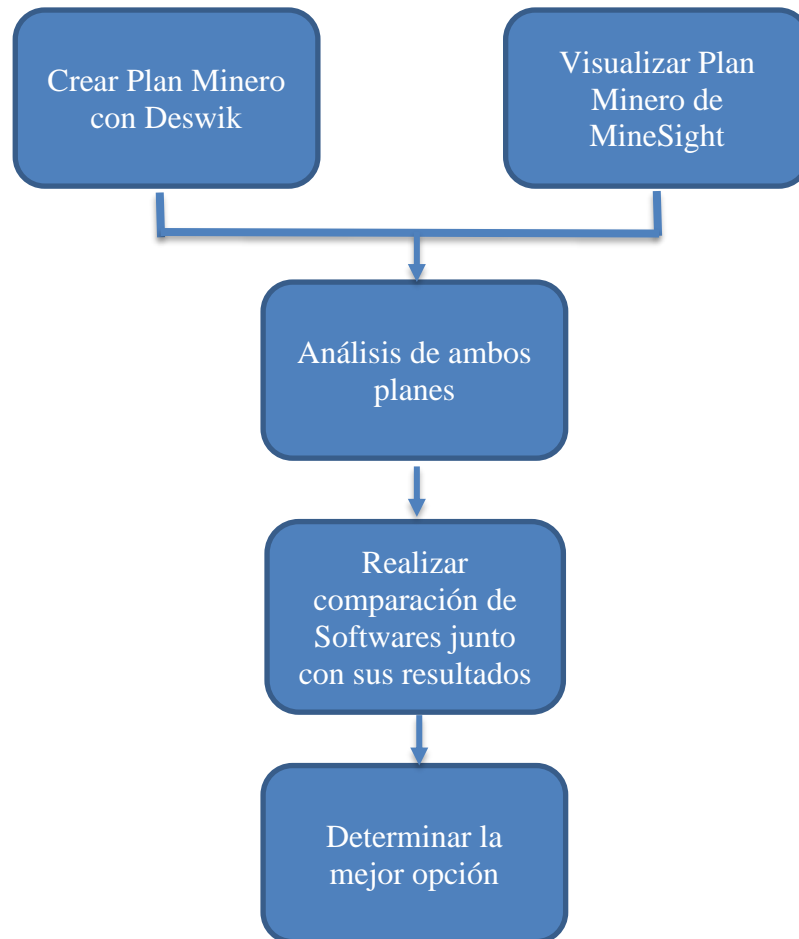 Crear Plan Minero
con Deswik
Visualizar Plan
Minero de
MineSight
Análisis de ambos
planes
Realizar
comparación de
Softwares junto
con sus resultados
Determinar la
mejor opción